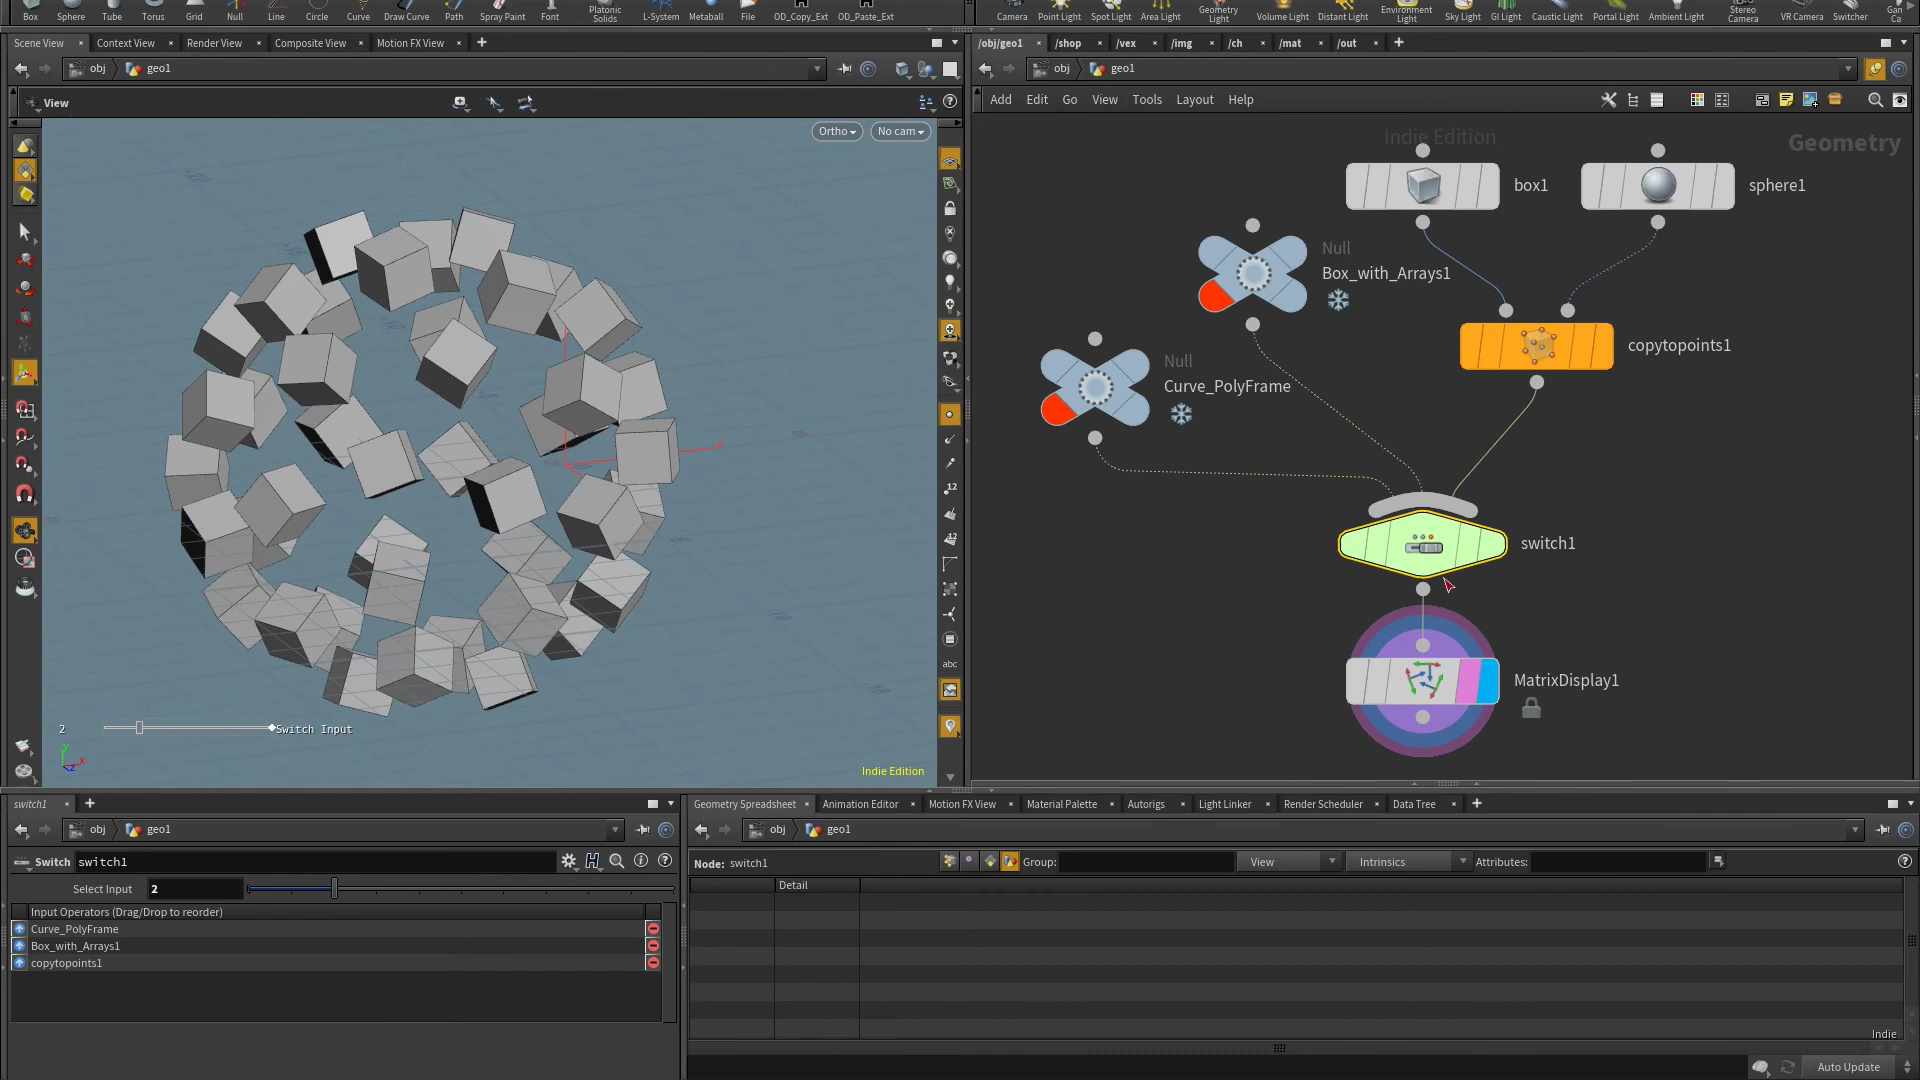 Box Sphere Tube Torus Grid Null Line Circle Curve Draw Curve Path Spray Paint Font Platonic Solids L-System Metaball File OD_Copy_Ext OD_Paste_Ext
Camera Point Light Spot Light Area Light Geometry Light Volume Light Distant Light Environment Light Sky Light GI Light Caustic Light Portal Light Ambient Light Stereo Camera VR Camera Switcher
Scene View Context View Render View Composite View Motion FX View
/obj/geo1 /shop /vex /img /ch /mat /out
obj geo1
obj geo1
View
Add Edit Go View Tools Layout Help
Ortho No cam
Indie Edition
Geometry
box1
sphere1
Null
Box_with_Arrays1
copytopoints1
Null
Curve_PolyFrame
switch1
MatrixDisplay1
12
12
abc
2 Switch Input
y
x
z
Indie Edition
switch1
Geometry Spreadsheet Animation Editor Motion FX View Material Palette Autorigs Light Linker Render Scheduler Data Tree
obj geo1
obj geo1
Switch switch1
Node: switch1 Group: View Intrinsics Attributes:
Select Input 2
Detail
Input Operators (Drag/Drop to reorder)
Curve_PolyFrame
Box_with_Arrays1
copytopoints1
Indie
Auto Update